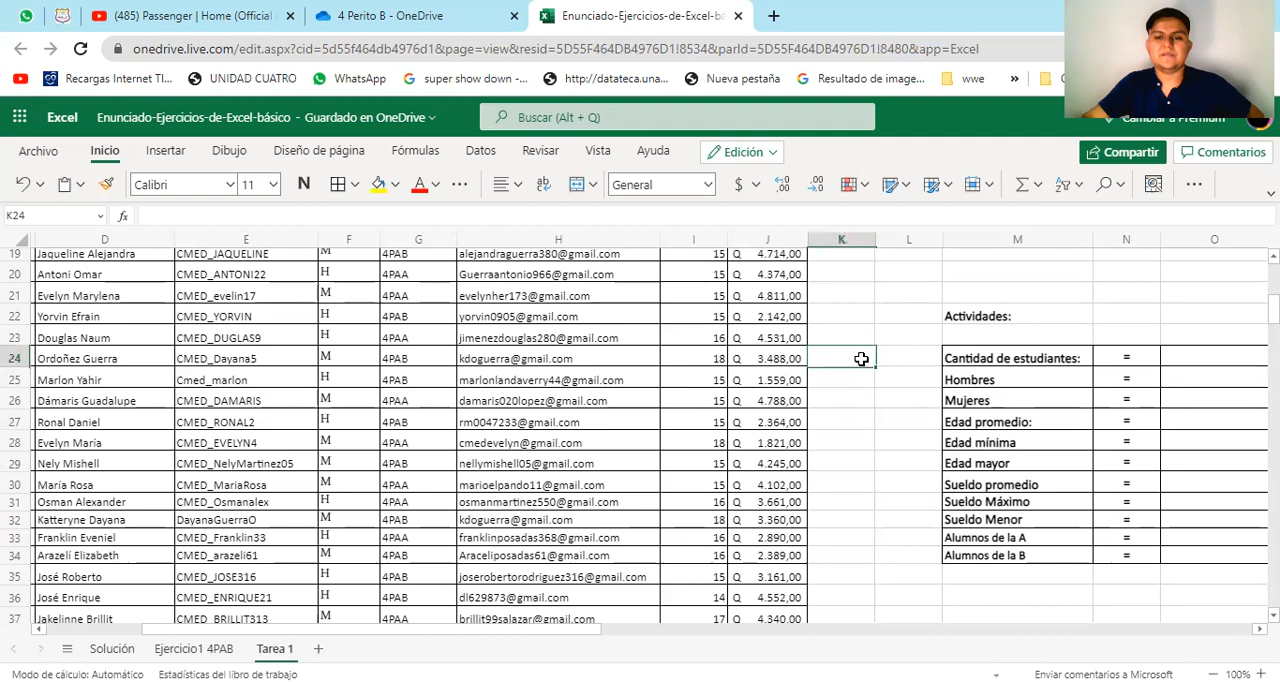 (485) Passenger | Home (Official
4 Perito B - OneDrive
Enunciado-Ejercicios-de-Excel-bá
onedrive.live.com/edit.aspx?cid=5d55f464db4976d1&page=view&resid=5D55F464DB4976D1!8534&parId=5D55F464DB4976D1!8480&app=Excel
Recargas Internet TI... UNIDAD CUATRO WhatsApp super show down -... http://datateca.una... Nueva pestaña Resultado de image... wwe »
Excel Enunciado-Ejercicios-de-Excel-básico - Guardado en OneDrive Buscar (Alt + Q) Cambiar a Premium
Archivo Inicio Insertar Dibujo Diseño de página Fórmulas Datos Revisar Vista Ayuda Edición Compartir Comentarios
Calibri 11 N General $
K24 fx
D E F G H I J K L M N O
19 Jaqueline Alejandra CMED_JAQUELINE M 4PAB alejandraguerra380@gmail.com 15 Q 4.714,00
20 Antoni Omar CMED_ANTONI22 H 4PAA Guerraantonio966@gmail.com 15 Q 4.374,00
21 Evelyn Marylena CMED_evelin17 M 4PAA evelynher173@gmail.com 15 Q 4.811,00
22 Yorvin Efrain CMED_YORVIN H 4PAB yorvin0905@gmail.com 15 Q 2.142,00 Actividades:
23 Douglas Naum CMED_DUGLAS9 H 4PAA jimenezdouglas280@gmail.com 16 Q 4.531,00
24 Ordoñez Guerra CMED_Dayana5 M 4PAB kdoguerra@gmail.com 18 Q 3.488,00 Cantidad de estudiantes: =
25 Marlon Yahir Cmed_marlon H 4PAB marlonlandaverry44@gmail.com 15 Q 1.559,00 Hombres =
26 Dámaris Guadalupe CMED_DAMARIS M 4PAA damaris020lopez@gmail.com 15 Q 4.788,00 Mujeres =
27 Ronal Daniel CMED_RONAL2 H 4PAB rm0047233@gmail.com 15 Q 2.364,00 Edad promedio: =
28 Evelyn María CMED_EVELYN4 M 4PAA cmedevelyn@gmail.com 18 Q 1.821,00 Edad mínima =
29 Nely Mishell CMED_NelyMartinez05 M 4PAB nellymishell05@gmail.com 15 Q 4.245,00 Edad mayor =
30 María Rosa CMED_MariaRosa M 4PAB marioelpando11@gmail.com 15 Q 4.102,00 Sueldo promedio =
31 Osman Alexander CMED_Osmanalex H 4PAA osmanmartinez550@gmail.com 16 Q 3.661,00 Sueldo Máximo =
32 Katteryne Dayana DayanaGuerraO M 4PAB kdoguerra@gmail.com 18 Q 3.360,00 Sueldo Menor =
33 Franklin Eveniel CMED_Frenklin33 H 4PAA franklinposadas368@gmail.com 16 Q 2.890,00 Alumnos de la A =
34 Arazelí Elizabeth CMED_arazeli61 M 4PAB Araceliposadas61@gmail.com 16 Q 2.389,00 Alumnos de la B =
35 José Roberto CMED_JOSE316 H 4PAB joserobertorodriguez316@gmail.com 15 Q 3.161,00
36 José Enrique CMED_ENRIQUE21 H 4PAB dl629873@gmail.com 14 Q 4.552,00
37 Jakelinne Brillit CMED_BRILLIT313 M 4PAB brillit99salazar@gmail.com 17 Q 4.340,00
Solución Ejercicio1 4PAB Tarea 1
Modo de cálculo: Automático Estadísticas del libro de trabajo Enviar comentarios a Microsoft 100%